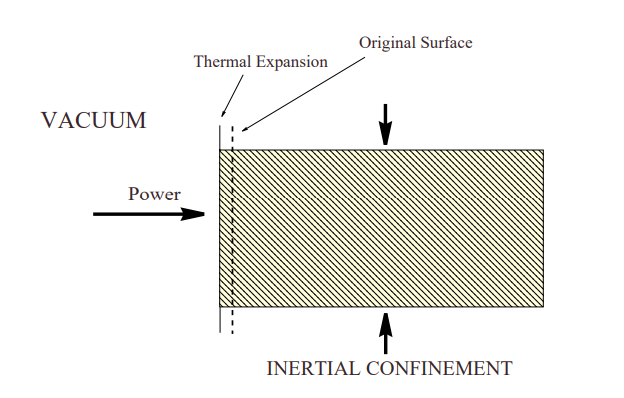 Original Surface
Thermal Expansion
VACUUM
Power
INERTIAL CONFINEMENT